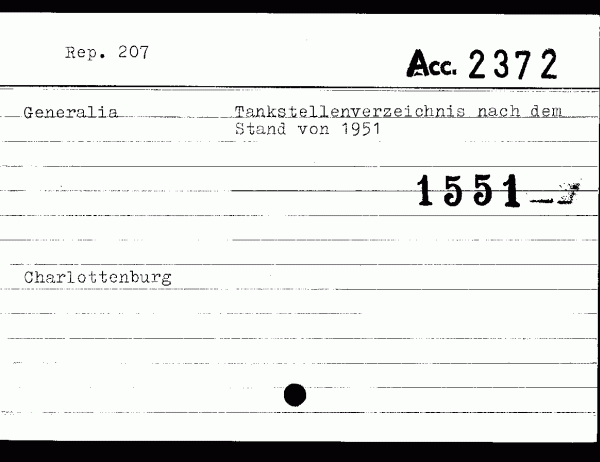 Rep. 207
Acc. 2372
Generalia
Tankstellenverzeichnis nach dem
Stand von 1951
1551
Charlottenburg